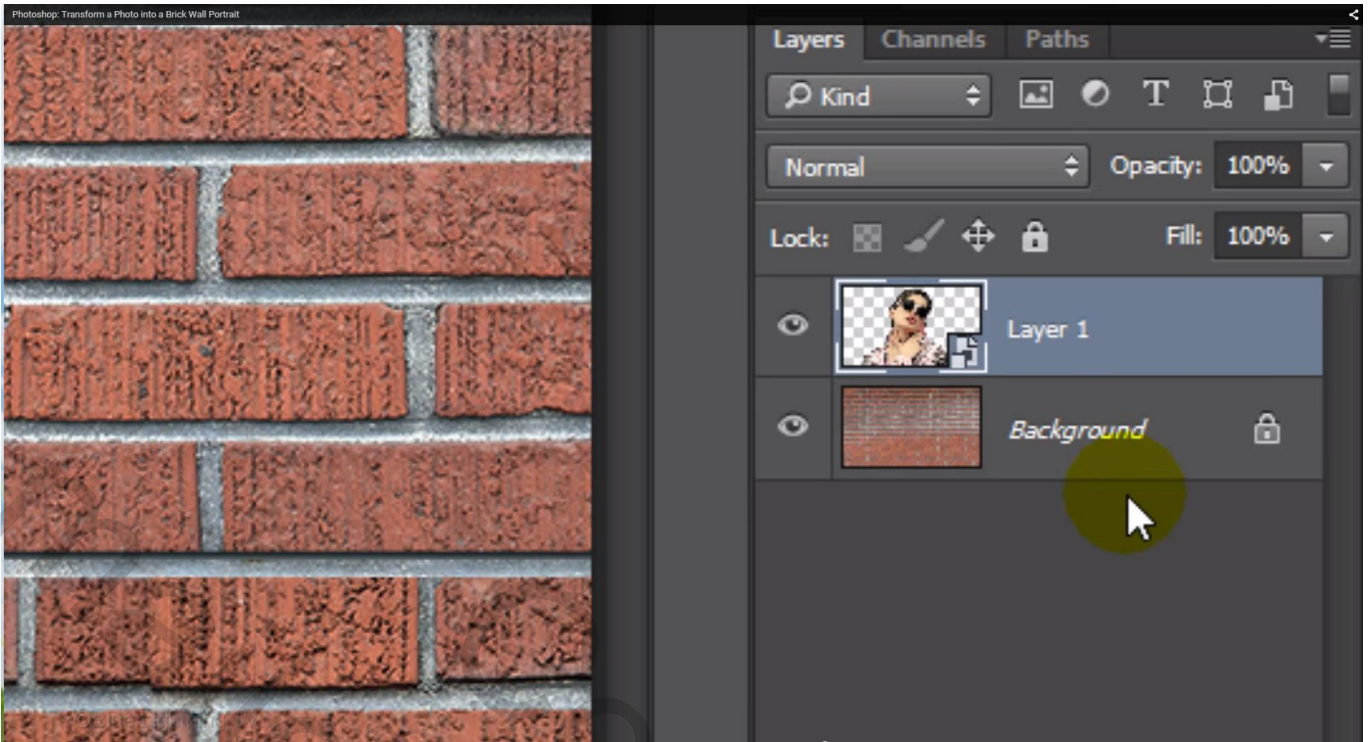 Photoshop: Transform a Photo into a Brick Wall Portrait
Layers Channels Paths
Kind T
Normal Opacity: 100%
Lock: Fill: 100%
Layer 1
Background